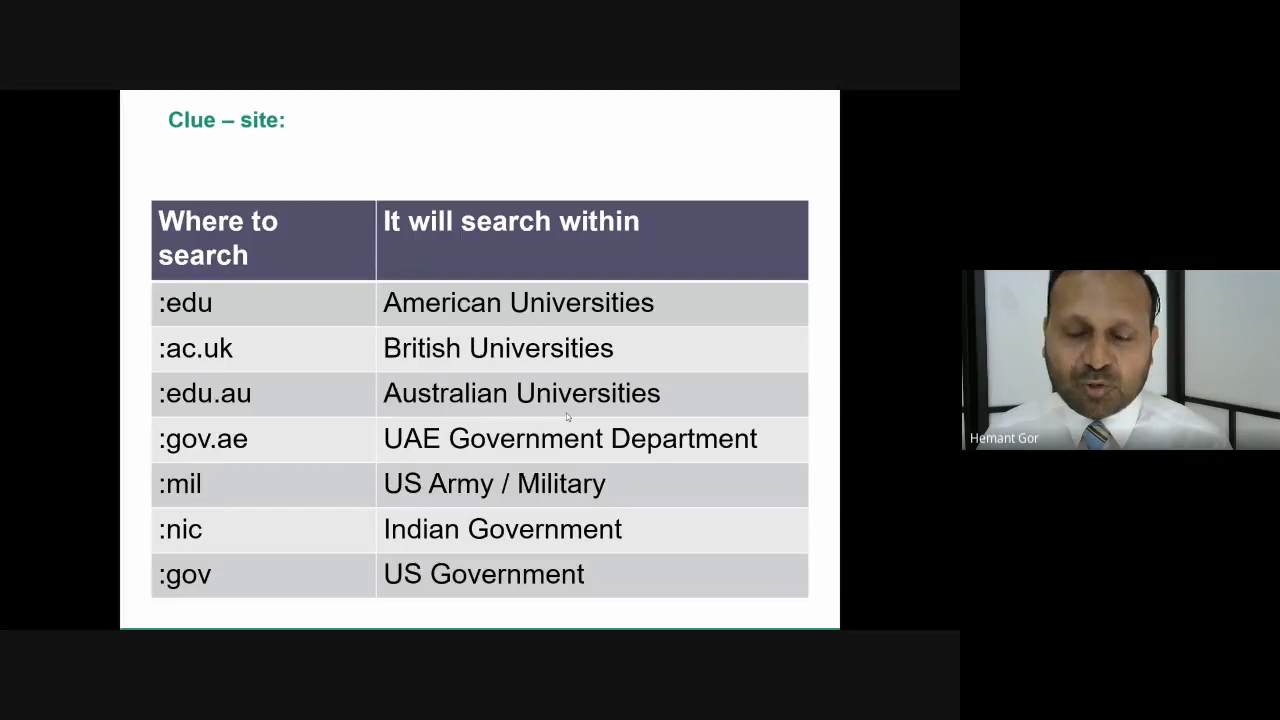 Clue – site:
Where to search
It will search within
:edu
American Universities
:ac.uk
British Universities
:edu.au
Australian Universities
:gov.ae
UAE Government Department
:mil
US Army / Military
:nic
Indian Government
:gov
US Government
Hemant Gor